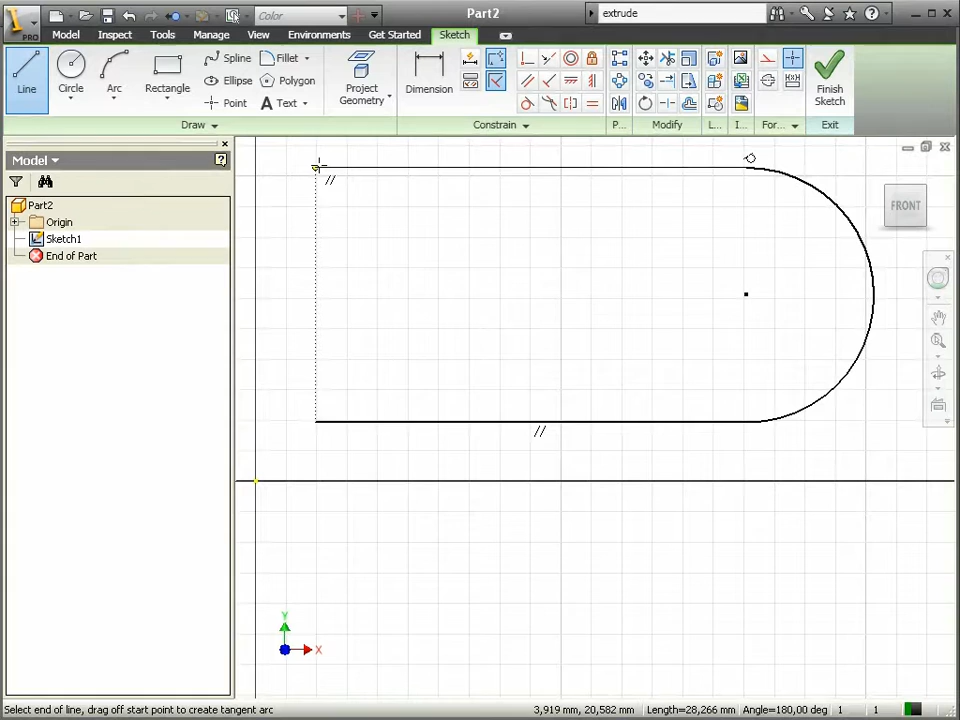 Part2
Color
extrude
PRO
Model
Inspect
Tools
Manage
View
Environments
Get Started
Sketch
Line
Circle
Arc
Rectangle
Spline
Ellipse
Point
Fillet
Polygon
Text
Project
Geometry
Dimension
Finish
Sketch
Draw
Constrain
P...
Modify
L...
I...
For...
Exit
Model
Part2
Origin
Sketch1
End of Part
FRONT
Y
X
Select end of line, drag off start point to create tangent arc
3,919 mm, 20,582 mm
Length=28,266 mm
Angle=180,00 deg
1
1